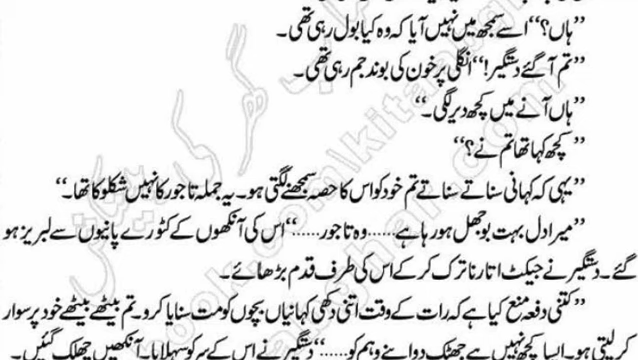 ’’ہاں؟‘‘ اسے سمجھ میں نہیں آیا کہ وہ کیا بول رہی تھی۔
’’تم آگئے دستگیر!‘‘ انگلی پر خون کی بوند جم رہی تھی۔
’’ہاں آنے میں کچھ دیر لگی۔‘‘
’’کچھ کہا تھا تم نے؟‘‘
’’یہی کہ کہانی سناتے سناتے تم خود کو اس کا حصہ سمجھنے لگتی ہو۔ یہ جملہ تاجور کا نہیں شکلو کا تھا۔‘‘
’’میرا دل بہت بوجھل ہو رہا ہے......وہ تاجور......‘‘ اس کی آنکھوں کے کٹورے پانیوں سے لبریز ہو
گئے۔ دستگیر نے جیکٹ اتارنا ترک کر کے اس کی طرف قدم بڑھائے۔
’’کتنی دفعہ منع کیا ہے کہ رات کے وقت اتنی دکھی کہانیاں بچوں کو مت سنایا کرو۔ تم بیٹھے بیٹھے خود پر سوار
کر لیتی ہو۔ ایسا کچھ نہیں ہے جھٹک دو اپنے وہم کو......‘‘ دستگیر نے اس کے سر کو سہلایا۔ آنکھیں چھلک گئیں۔